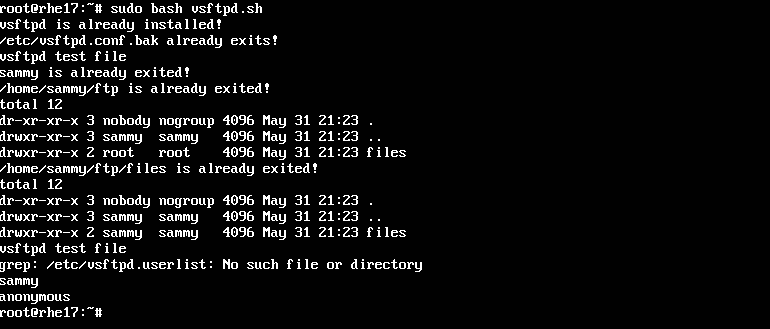 root@rhe17:~# sudo bash vsftpd.sh
vsftpd is already installed!
/etc/vsftpd.conf.bak already exits!
vsftpd test file
sammy is already exited!
/home/sammy/ftp is already exited!
total 12
dr-xr-xr-x 3 nobody nogroup 4096 May 31 21:23 .
drwxr-xr-x 3 sammy  sammy   4096 May 31 21:23 ..
drwxr-xr-x 2 root   root    4096 May 31 21:23 files
/home/sammy/ftp/files is already exited!
total 12
dr-xr-xr-x 3 nobody nogroup 4096 May 31 21:23 .
drwxr-xr-x 3 sammy  sammy   4096 May 31 21:23 ..
drwxr-xr-x 2 sammy  sammy   4096 May 31 21:23 files
vsftpd test file
grep: /etc/vsftpd.userlist: No such file or directory
sammy
anonymous
root@rhe17:~#